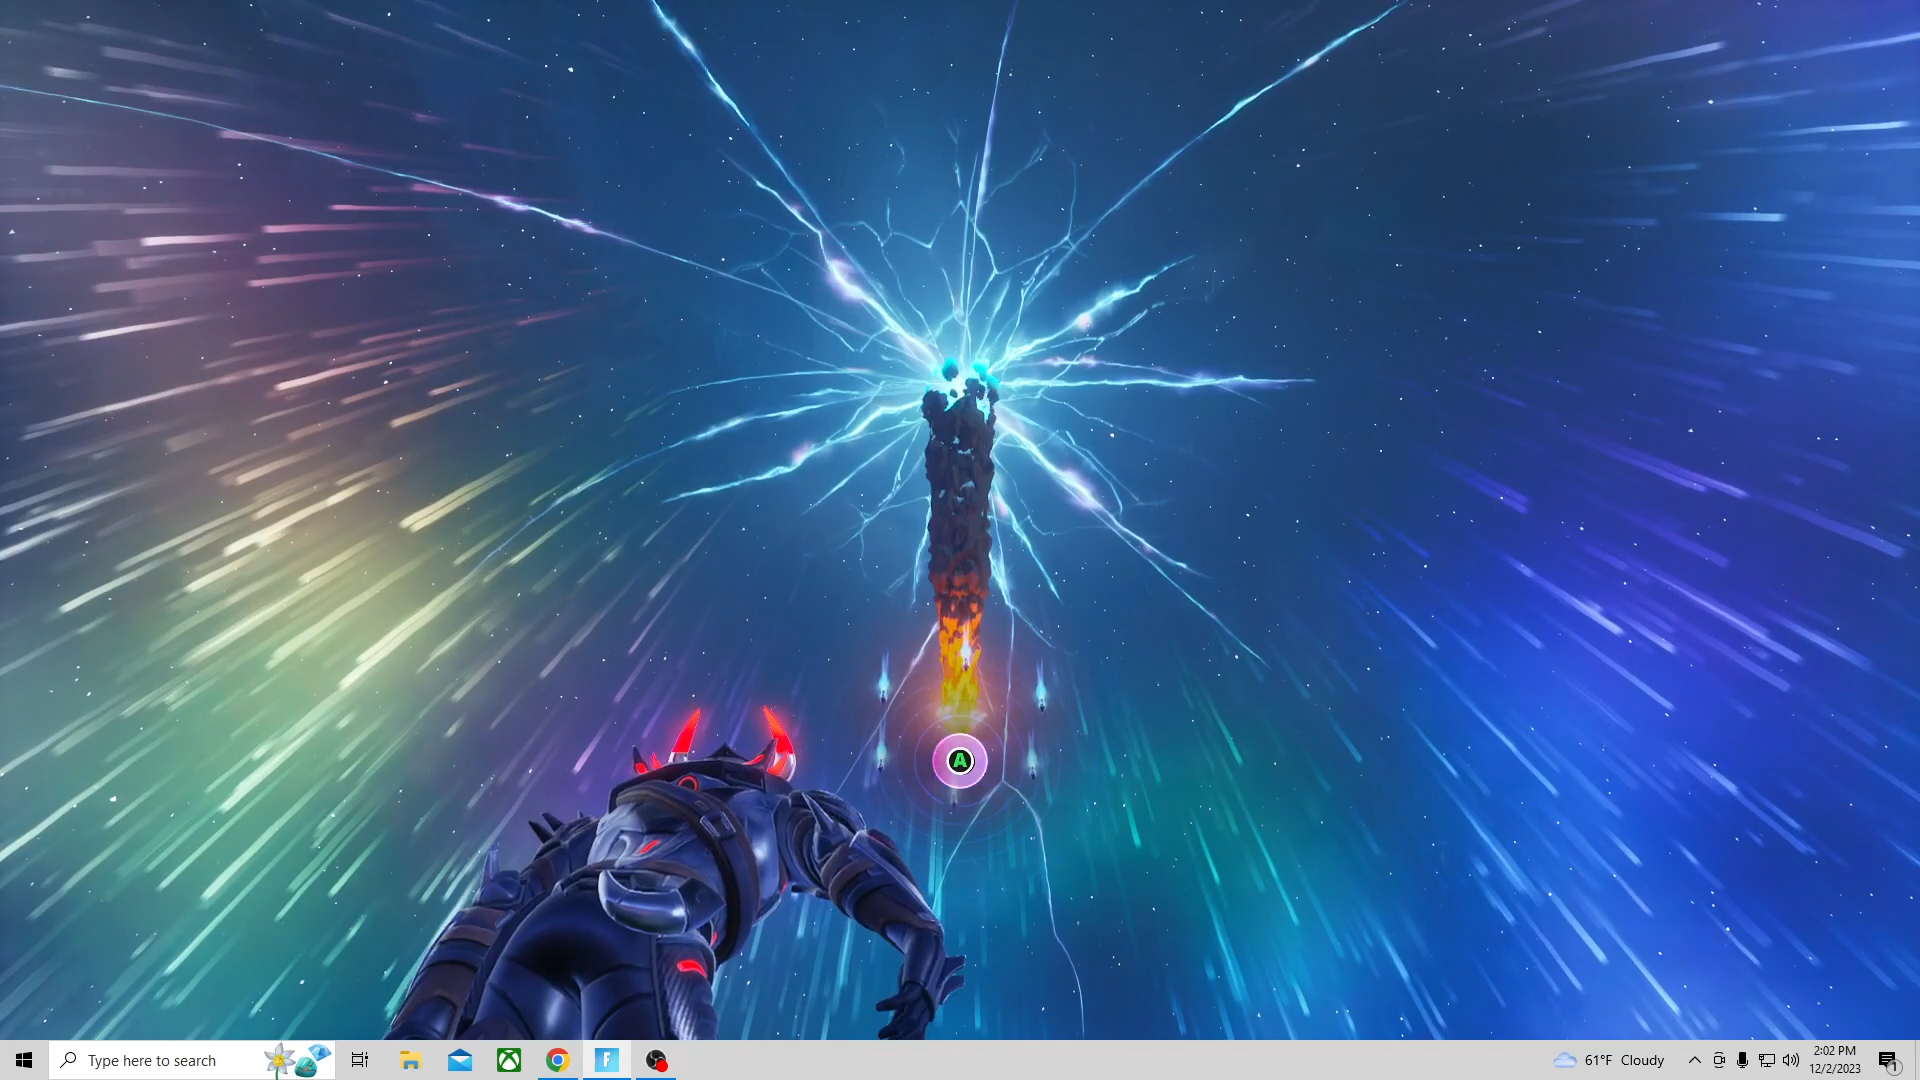 A
Type here to search
F
61°F Cloudy
2:02 PM
12/2/2023
1